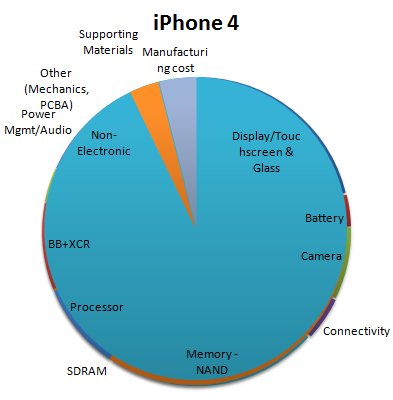 iPhone 4
Supporting
Materials
Manufacturi
ng cost
Other
(Mechanics,
PCBA)
Power
Mgmt/Audio
Non-
Electronic
Display/Touc
hscreen &
Glass
Battery
Camera
BB+XCR
Processor
Connectivity
Memory -
NAND
SDRAM